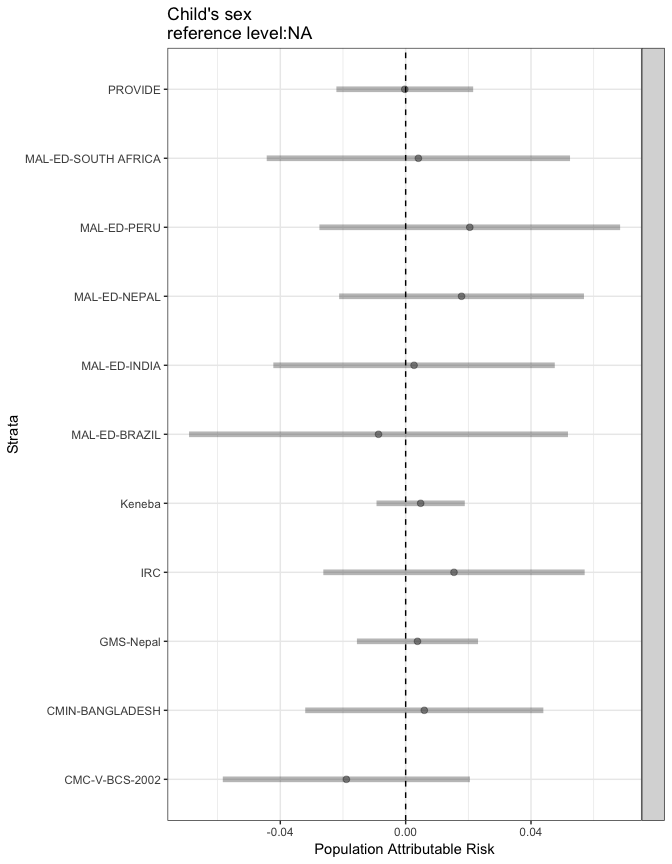 Child's sex
reference level:NA
PROVIDE
MAL-ED-SOUTH AFRICA
MAL-ED-PERU
MAL-ED-NEPAL
MAL-ED-INDIA
MAL-ED-BRAZIL
Keneba
IRC
GMS-Nepal
CMIN-BANGLADESH
CMC-V-BCS-2002
Strata
-0.04 0.00 0.04
Population Attributable Risk